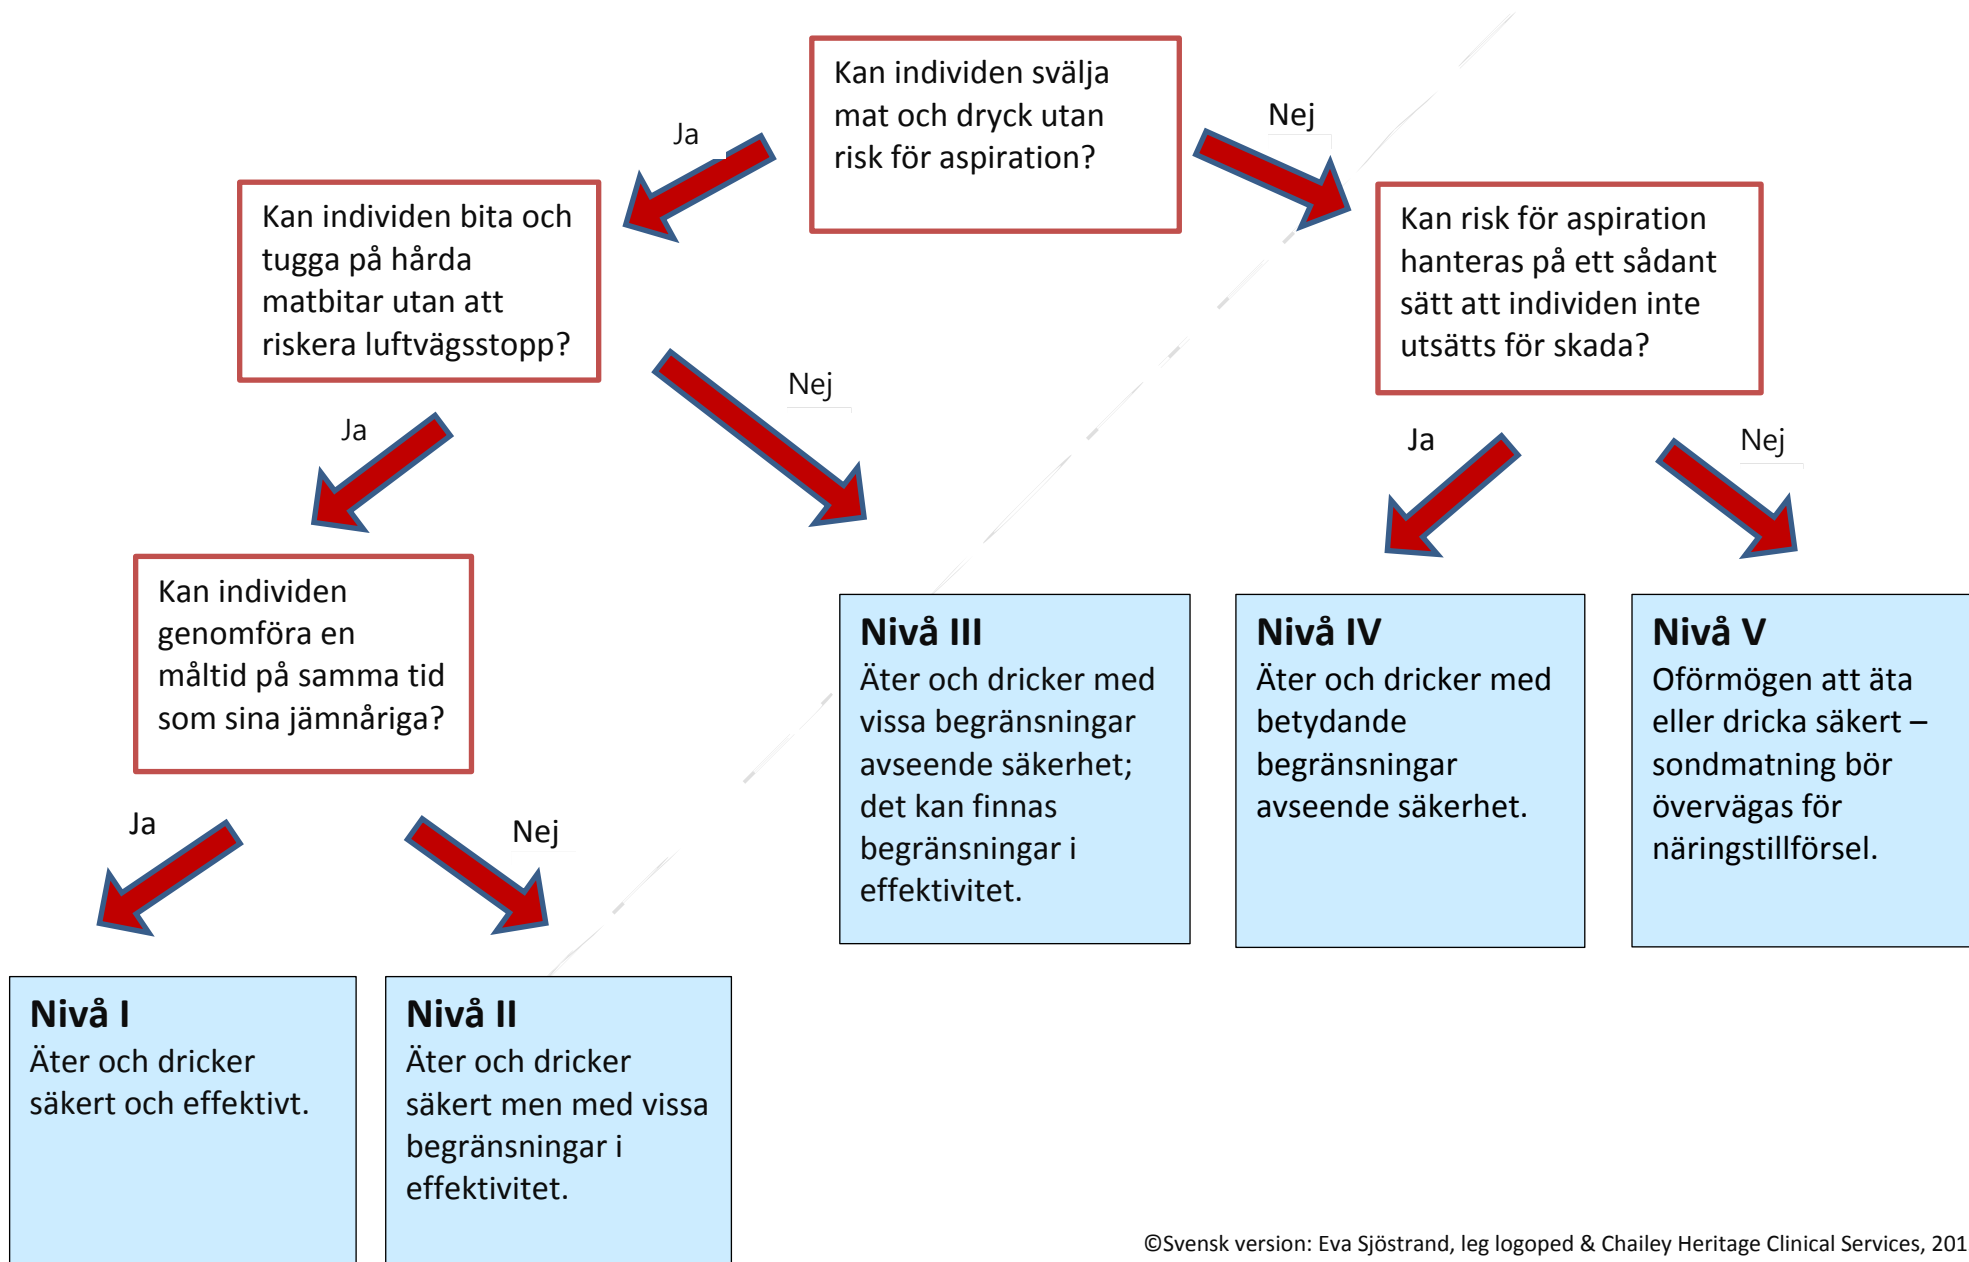 Kan individen svälja
mat och dryck utan
risk för aspiration?
Ja
Nej
Kan individen bita och
tugga på hårda
matbitar utan att
riskera luftvägsstopp?
Kan risk för aspiration
hanteras på ett sådant
sätt att individen inte
utsätts för skada?
Ja
Nej
Ja
Nej
Kan individen
genomföra en
måltid på samma tid
som sina jämnåriga?
Ja
Nej
Nivå III
Äter och dricker med
vissa begränsningar
avseende säkerhet;
det kan finnas
begränsningar i
effektivitet.
Nivå IV
Äter och dricker med
betydande
begränsningar
avseende säkerhet.
Nivå V
Oförmögen att äta
eller dricka säkert –
sondmatning bör
övervägas för
näringstillförsel.
Nivå I
Äter och dricker
säkert och effektivt.
Nivå II
Äter och dricker
säkert men med vissa
begränsningar i
effektivitet.
©Svensk version: Eva Sjöstrand, leg logoped & Chailey Heritage Clinical Services, 201